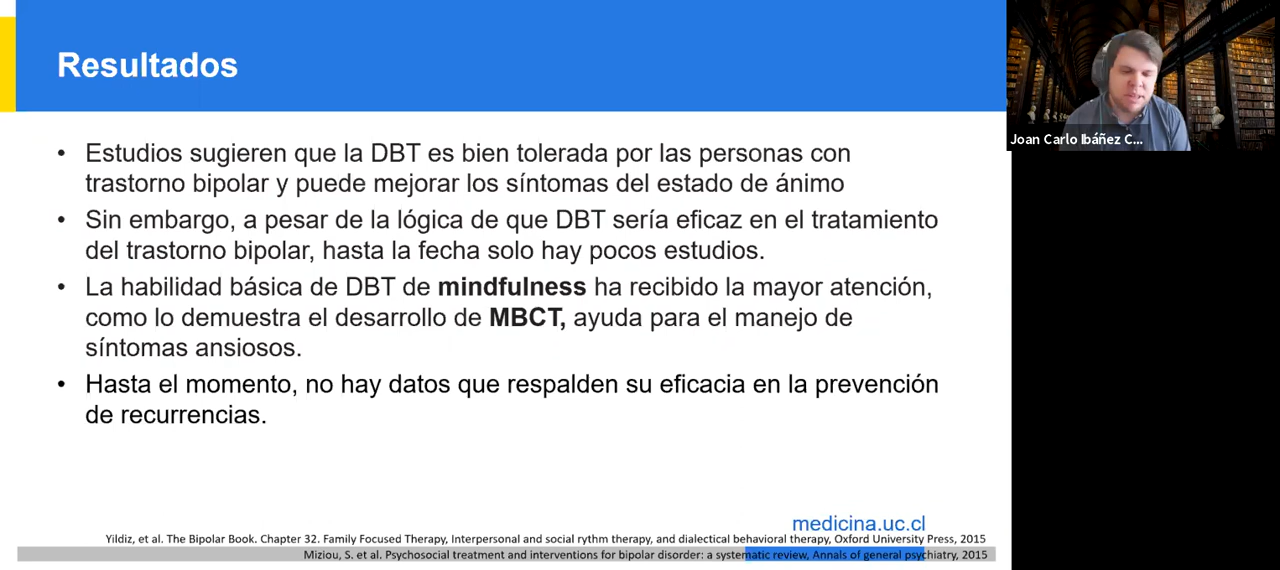 Resultados
• Estudios sugieren que la DBT es bien tolerada por las personas con
trastorno bipolar y puede mejorar los síntomas del estado de ánimo
• Sin embargo, a pesar de la lógica de que DBT sería eficaz en el tratamiento
del trastorno bipolar, hasta la fecha solo hay pocos estudios.
• La habilidad básica de DBT de mindfulness ha recibido la mayor atención,
como lo demuestra el desarrollo de MBCT, ayuda para el manejo de
síntomas ansiosos.
• Hasta el momento, no hay datos que respalden su eficacia en la prevención
de recurrencias.
medicina.uc.cl
Yildiz, et al. The Bipolar Book. Chapter 32. Family Focused Therapy, Interpersonal and social rythm therapy, and dialectical behavioral therapy, Oxford University Press, 2015
Miziou, S. et al. Psychosocial treatment and interventions for bipolar disorder: a systematic review, Annals of general psychiatry, 2015
Joan Carlo Ibáñez C...